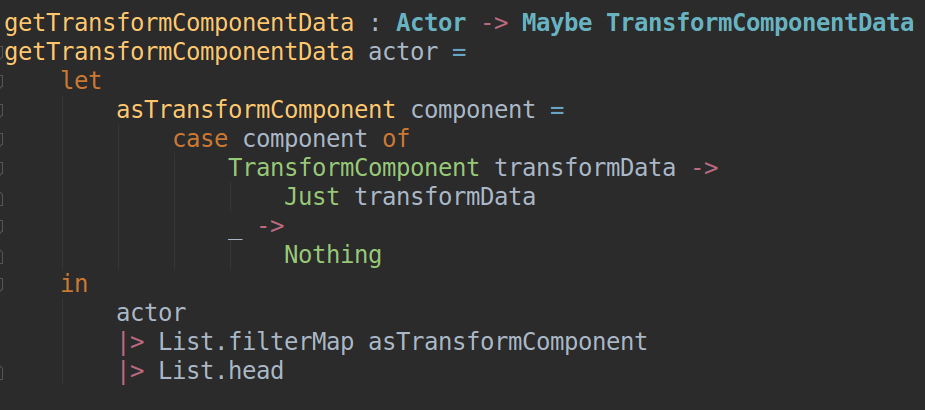 getTransformComponentData : Actor -> Maybe TransformComponentData
getTransformComponentData actor =
    let
        asTransformComponent component =
            case component of
                TransformComponent transformData ->
                    Just transformData
                _ ->
                    Nothing
    in
        actor
        |> List.filterMap asTransformComponent
        |> List.head